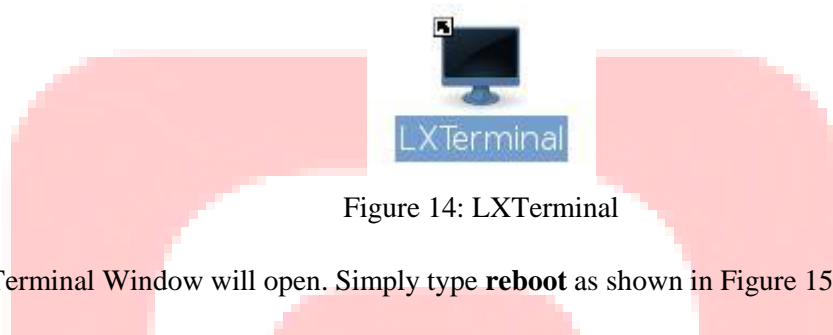 LXTerminal
Figure 14: LXTerminal
Terminal Window will open. Simply type reboot as shown in Figure 15